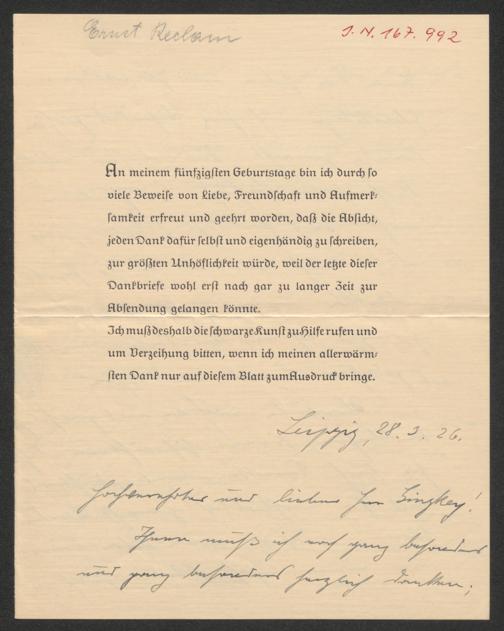 Ernst Reclam
I. N. 167.992
An meinem fünfzigsten Geburtstage bin ich durch so
viele Beweise von Liebe, Freundschaft und Aufmerk-
samkeit erfreut und geehrt worden, daß die Absicht,
jeden Dank dafür selbst und eigenhändig zu schreiben,
zur größten Unhöflichkeit würde, weil der letzte dieser
Dankbriefe wohl erst nach gar zu langer Zeit zur
Absendung gelangen könnte.
Ich muß deshalb die schwarze Kunst zu Hilfe rufen und
um Verzeihung bitten, wenn ich meinen allerwärm-
sten Dank nur auf diesem Blatt zum Ausdruck bringe.
Leipzig, 28. 3. 26.
Hochverehrter und lieber Herr Ginzkey!
Ihnen muß ich noch ganz besonders
und ganz besonders herzlich danken;